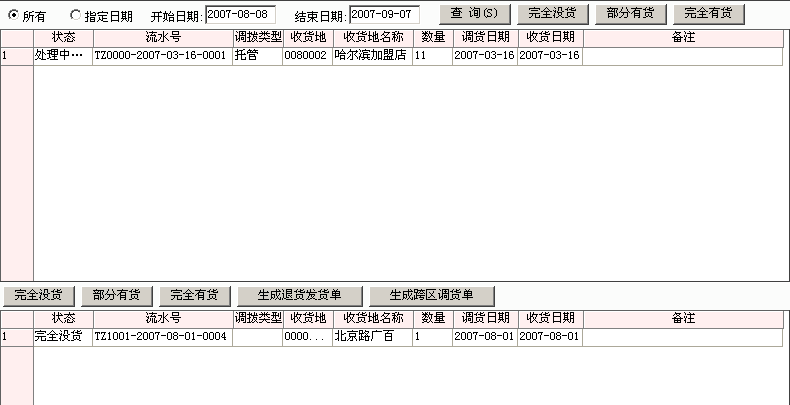 所有 指定日期 开始日期: 2007-08-08 结束日期: 2007-09-07 查 询(S) 完全没货 部分有货 完全有货
状态 流水号 调拨类型 收货地 收货地名称 数量 调货日期 收货日期 备注
1 处理中… TZ0000-2007-03-16-0001 托管 0080002 哈尔滨加盟店 11 2007-03-16 2007-03-16
完全没货 部分有货 完全有货 生成退货发货单 生成跨区调货单
状态 流水号 调拨类型 收货地 收货地名称 数量 调货日期 收货日期 备注
1 完全没货 TZ1001-2007-08-01-0004 0000... 北京路广百 1 2007-08-01 2007-08-01